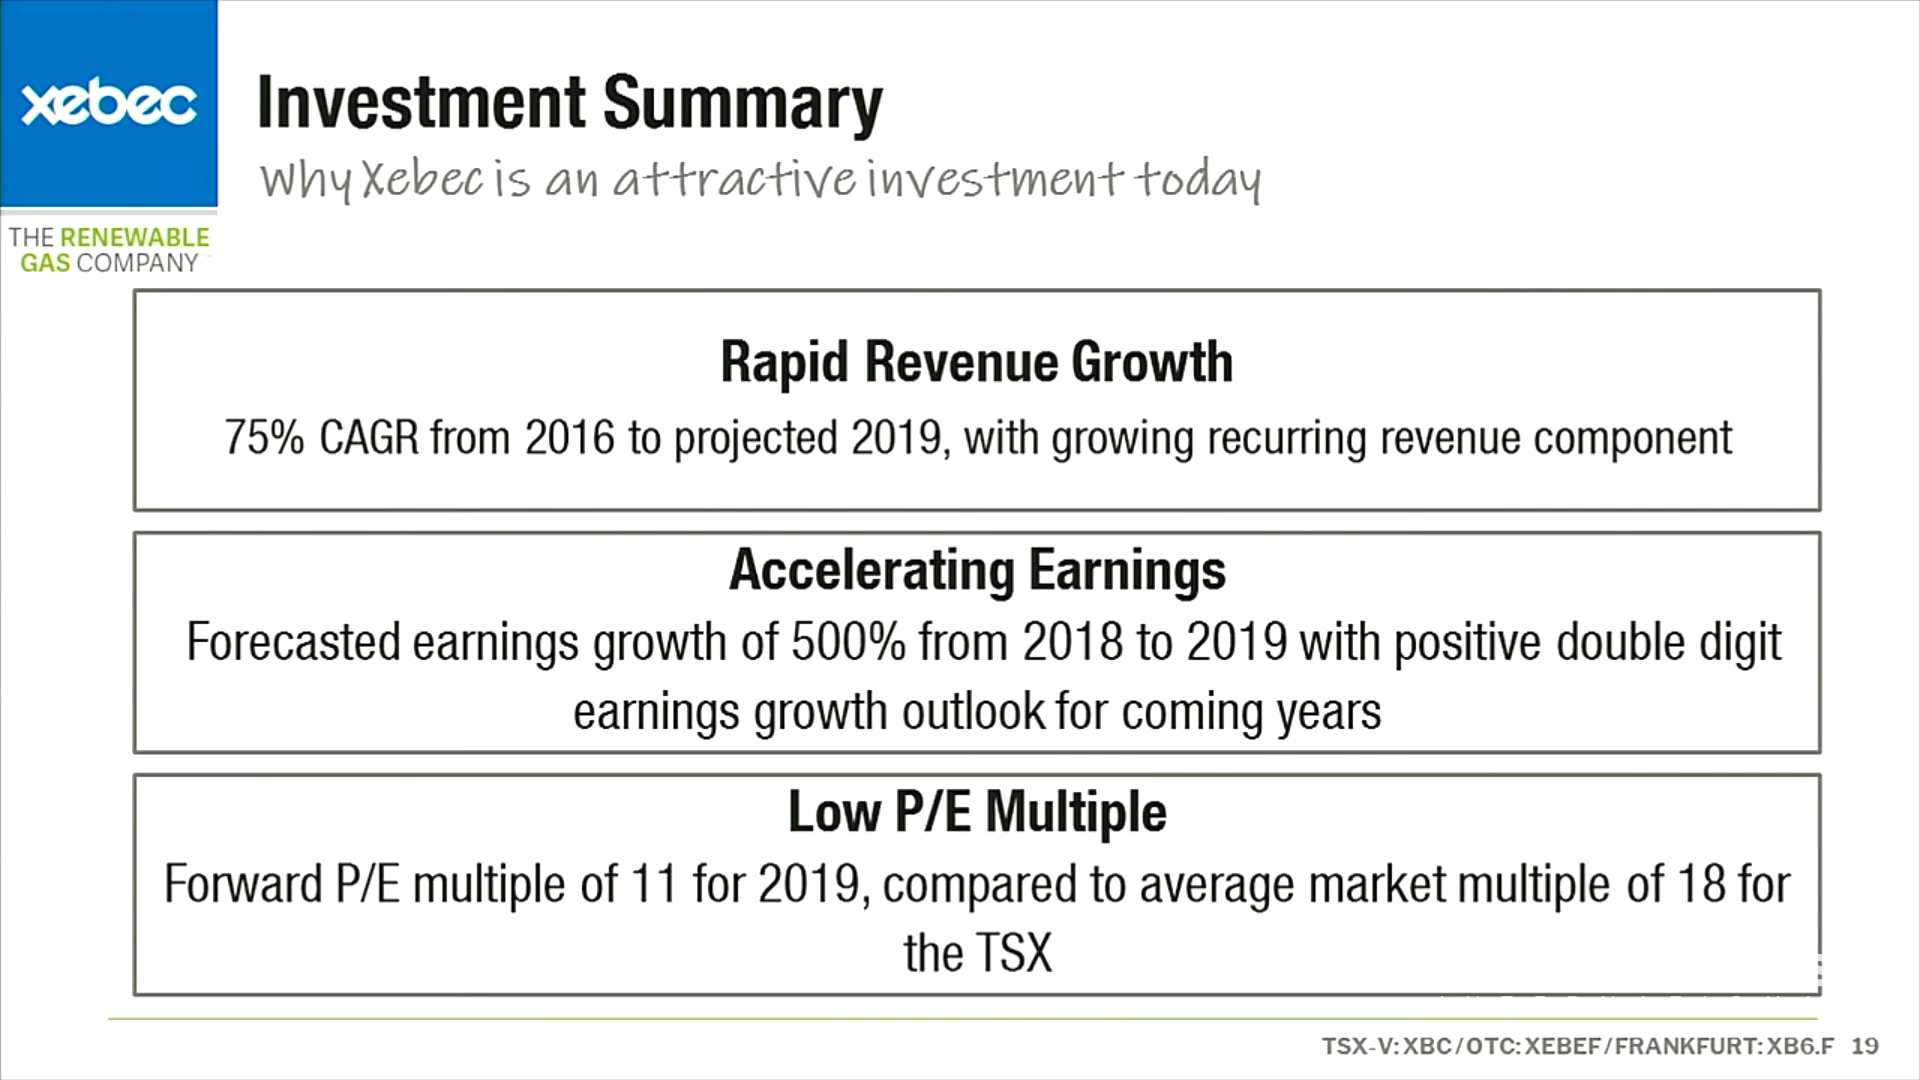 xebec
THE RENEWABLE
GAS COMPANY
Investment Summary
Why Xebec is an attractive investment today
Rapid Revenue Growth
75% CAGR from 2016 to projected 2019, with growing recurring revenue component
Accelerating Earnings
Forecasted earnings growth of 500% from 2018 to 2019 with positive double digit
earnings growth outlook for coming years
Low P/E Multiple
Forward P/E multiple of 11 for 2019, compared to average market multiple of 18 for
the TSX
TSX-V:XBC/OTC:XEBEF/FRANKFURT:XB6.F 19